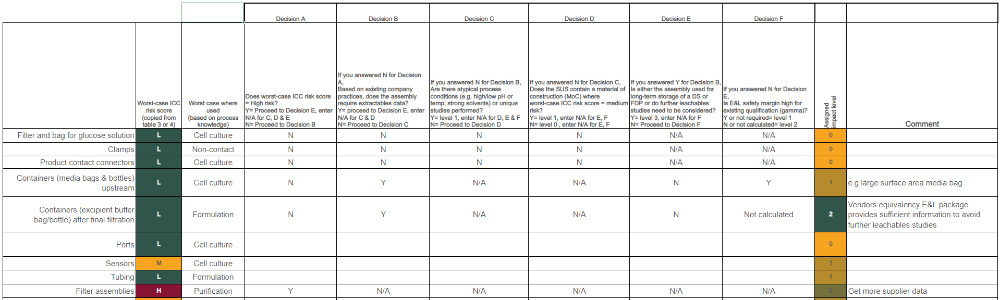 Decision A
Decision B
Decision C
Decision D
Decision E
Decision F
Worst-case ICC
risk score
(copied from
table 3 or 4)
Worst case where
used
(based on process
knowledge)
Does worst-case ICC risk score
= High risk?
Y= Proceed to Decision E, enter
N/A for C, D & E
N= Proceed to Decision B
If you answered N for Decision
A,
Based on existing company
practices, does the assembly
require extractables data?
Y= proceed to Decision E, enter
N/A for C & D
N= Proceed to Decision C
If you answered N for Decision B,
Are there atypical process
conditions (e.g. high/low pH or
temp; strong solvents) or unique
studies performed?
Y= level 1, enter N/A for D, E & F
N= Proceed to Decision D
If you answered N for Decision C,
Does the SUS contain a material of
construction (MoC) where
worst-case ICC risk score = medium
risk?
Y= level 1, enter N/A for E, F
N= level 0 , enter N/A for E, F
If you answered Y for Decision B,
Is either the assembly used for
long-term storage of a DS or
FDP or do further leachables
studies need to be considered?
Y= level 3, enter N/A for F
N= Proceed to Decision F
If you answered N for Decision
E,
Is E&L safety margin high for
existing qualification (gamma)?
Y or not required= level 1
N or not calculated= level 2
Assigned
impact level
Comment
Filter and bag for glucose solution L Cell culture N N N N N/A N/A 0
Clamps L Non-contact N N N N N/A N/A 0
Product contact connectors L Cell culture N N N N N/A N/A 0
Containers (media bags & bottles)
upstream
L Cell culture N Y N/A N/A N Y 1 e.g large surface area media bag
Containers (excipient buffer
bag/bottle) after final filtration
L Formulation N Y N/A N/A N Not calculated 2
Vendors equivalency E&L package
provides sufficient information to avoid
further leachables studies
Ports L Cell culture 0
Sensors M Cell culture 1
Tubing L Formulation 1
Filter assemblies H Purification Y N/A N/A N/A N/A N/A 2 Get more supplier data